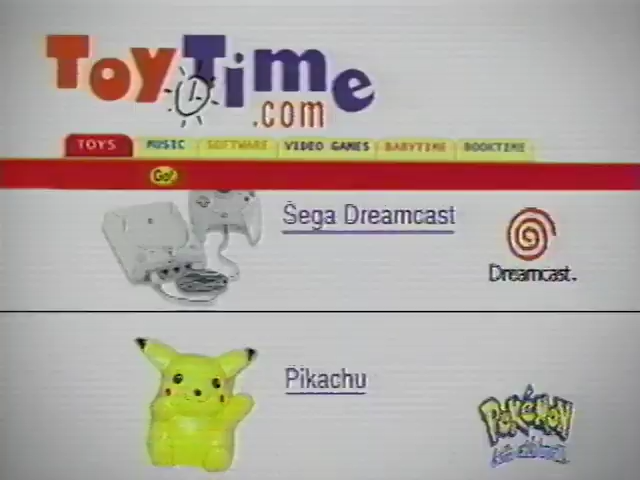 ToyTime
.com
TOYS MUSIC SOFTWARE VIDEO GAMES BABYTIME BOOKTIME
Go!
Sega Dreamcast
Dreamcast.
Pikachu
POKéMON